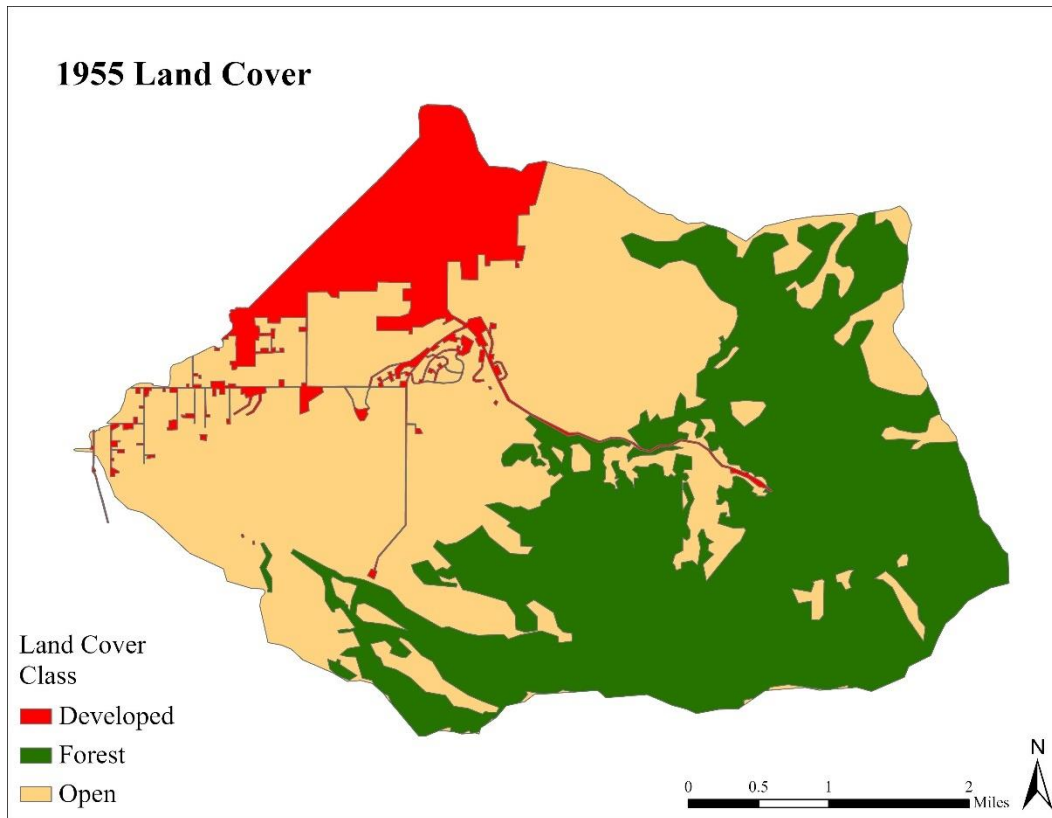 1955 Land Cover
Land Cover
Class
Developed
Forest
Open
N
0 0.5 1 2
Miles